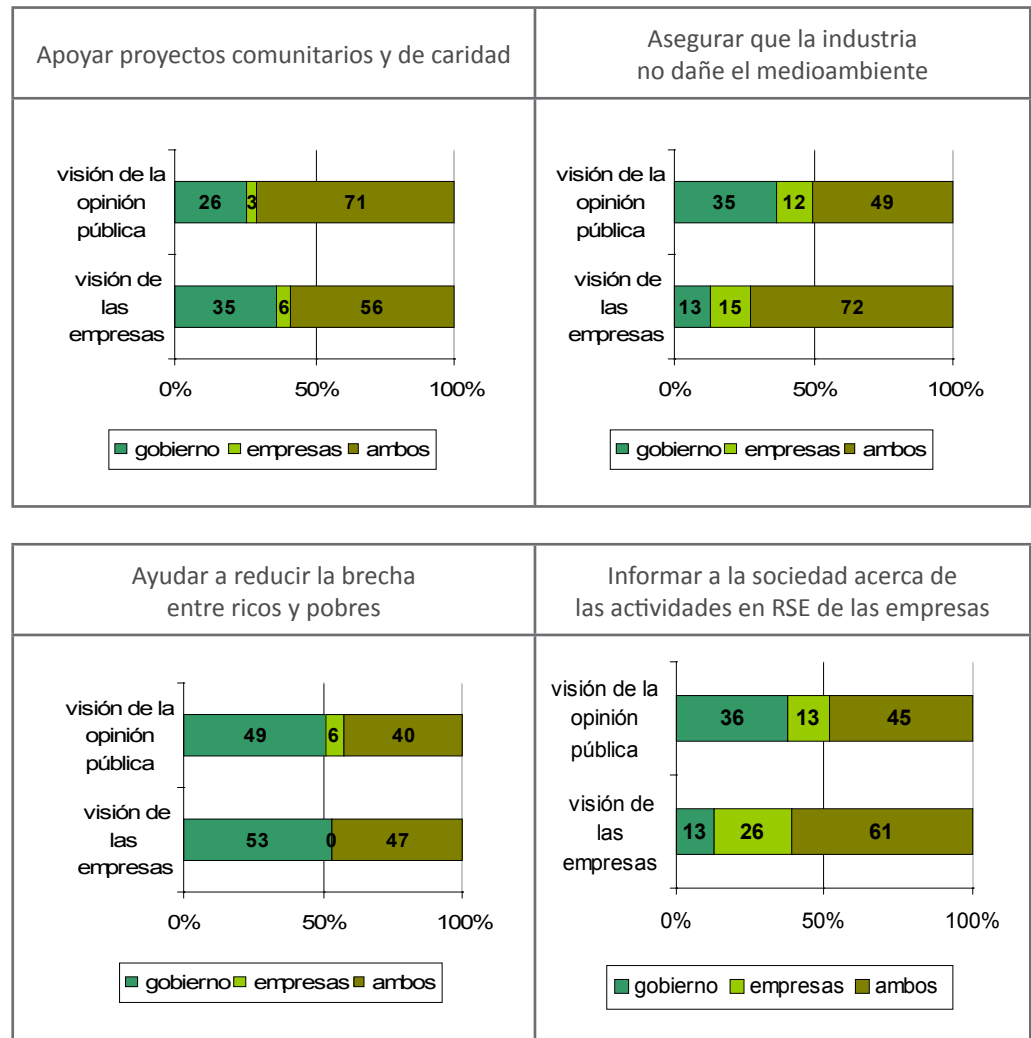 Apoyar proyectos comunitarios y de caridad
Asegurar que la industria
no dañe el medioambiente
visión de la
opinión
pública
26 3 71
visión de
las
empresas
35 6 56
0% 50% 100%
gobierno empresas ambos
visión de la
opinión
pública
35 12 49
visión de
las
empresas
13 15 72
0% 50% 100%
gobierno empresas ambos
Ayudar a reducir la brecha
entre ricos y pobres
Informar a la sociedad acerca de
las actividades en RSE de las empresas
visión de la
opinión
pública
49 6 40
visión de
las
empresas
53 0 47
0% 50% 100%
gobierno empresas ambos
visión de la
opinión
pública
36 13 45
visión de
las
empresas
13 26 61
0% 50% 100%
gobierno empresas ambos